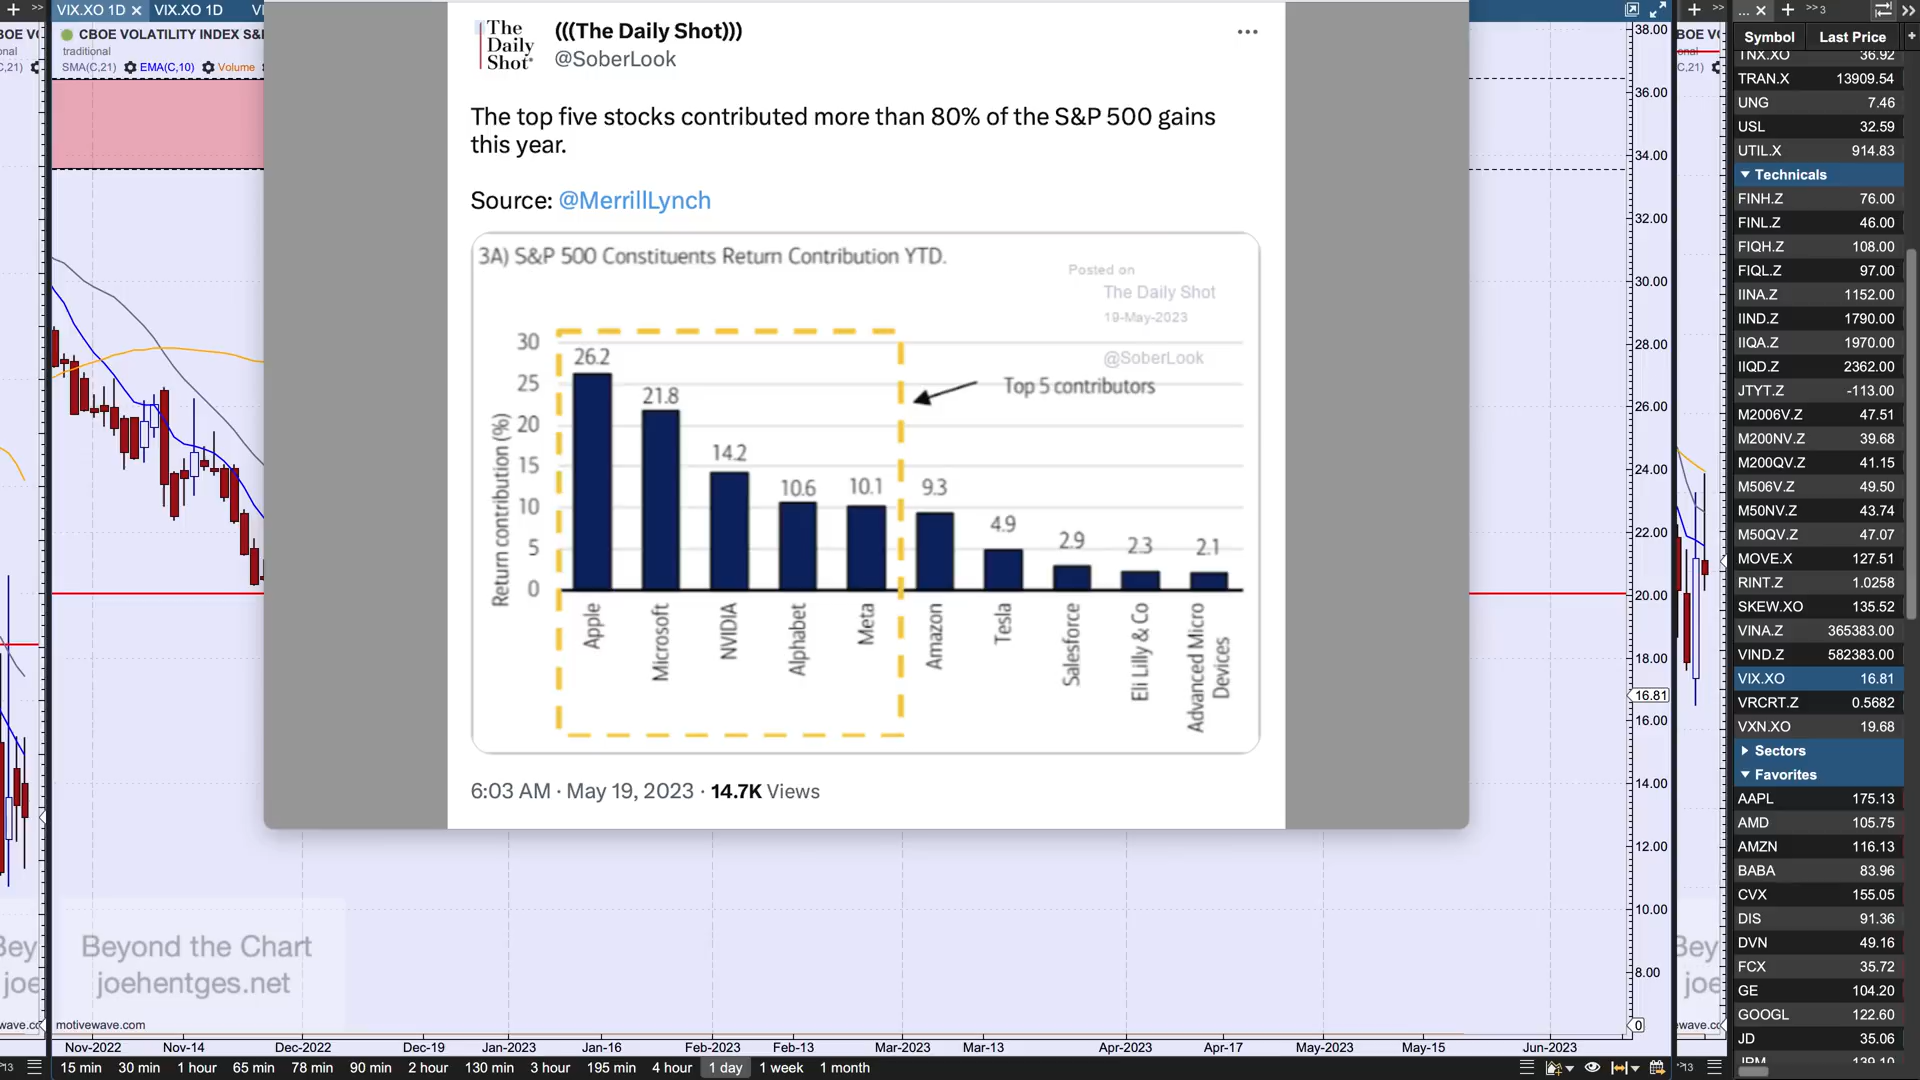 VIX.XO 1D
VIX.XO 1D
CBOE VOLATILITY INDEX S&
traditional
SMA(C,21)
EMA(C,10)
Volume
The Daily Shot
(((The Daily Shot)))
@SoberLook
The top five stocks contributed more than 80% of the S&P 500 gains
this year.
Source: @MerrillLynch
3A) S&P 500 Constituents Return Contribution YTD.
Posted on
The Daily Shot
19-May-2023
@SoberLook
Top 5 contributors
Return contribution (%)
30
25
20
15
10
5
0
26.2
21.8
14.2
10.6
10.1
9.3
4.9
2.9
2.3
2.1
Apple
Microsoft
NVIDIA
Alphabet
Meta
Amazon
Tesla
Salesforce
Eli Lilly & Co
Advanced Micro
Devices
6:03 AM · May 19, 2023 · 14.7K Views
38.00
36.00
34.00
32.00
30.00
28.00
26.00
24.00
22.00
20.00
18.00
16.81
16.00
14.00
12.00
10.00
8.00
0
Beyond the Chart
joehentges.net
motivewave.com
Nov-2022
Nov-14
Dec-2022
Dec-19
Jan-2023
Jan-16
Feb-2023
Feb-13
Mar-2023
Mar-13
Apr-2023
Apr-17
May-2023
May-15
Jun-2023
15 min
30 min
1 hour
65 min
78 min
90 min
2 hour
130 min
3 hour
195 min
4 hour
1 day
1 week
1 month
Symbol Last Price
TNX.XO 36.92
TRAN.X 13909.54
UNG 7.46
USL 32.59
UTIL.X 914.83
Technicals
FINH.Z 76.00
FINL.Z 46.00
FIQH.Z 108.00
FIQL.Z 97.00
IINA.Z 1152.00
IIND.Z 1790.00
IIQA.Z 1970.00
IIQD.Z 2362.00
JTYT.Z -113.00
M2006V.Z 47.51
M200NV.Z 39.68
M200QV.Z 41.15
M506V.Z 49.50
M50NV.Z 43.74
M50QV.Z 47.07
MOVE.X 127.51
RINT.Z 1.0258
SKEW.XO 135.52
VINA.Z 365383.00
VIND.Z 582383.00
VIX.XO 16.81
VRCRT.Z 0.5682
VXN.XO 19.68
Sectors
Favorites
AAPL 175.13
AMD 105.75
AMZN 116.13
BABA 83.96
CVX 155.05
DIS 91.36
DVN 49.16
FCX 35.72
GE 104.20
GOOGL 122.60
JD 35.06